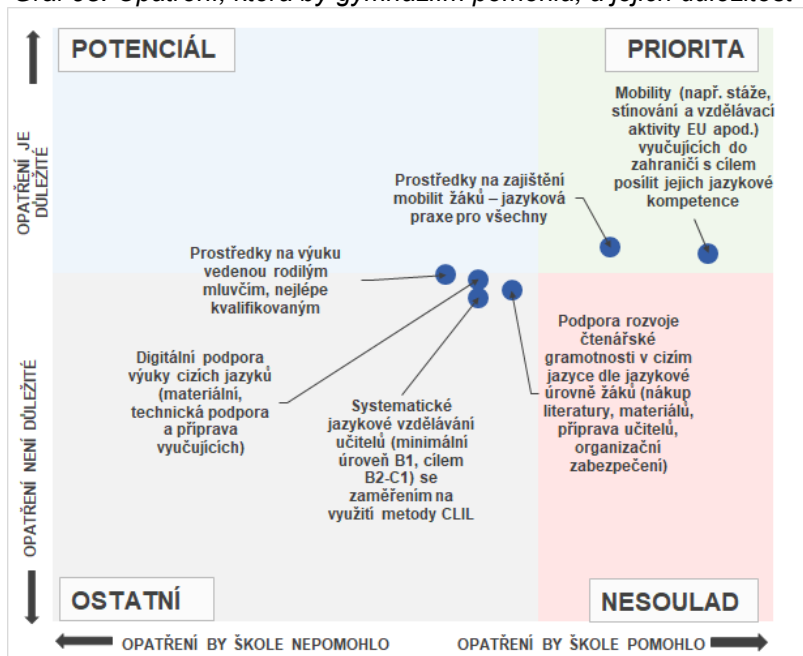 POTENCIÁL
PRIORITA
OPATŘENÍ JE
DŮLEŽITÉ
Mobility (např. stáže,
stínování a vzdělávací
aktivity EU apod.)
vyučujících do
zahraničí s cílem
posílit jejich jazykové
kompetence
Prostředky na zajištění
mobilit žáků – jazyková
praxe pro všechny
Prostředky na výuku
vedenou rodilým
mluvčím, nejlépe
kvalifikovaným
Digitální podpora
výuky cizích jazyků
(materiální,
technická podpora
a příprava
vyučujících)
Systematické
jazykové vzdělávání
učitelů (minimální
úroveň B1, cílem
B2-C1) se
zaměřením na
využití metody CLIL
Podpora rozvoje
čtenářské
gramotnosti v cizím
jazyce dle jazykové
úrovně žáků (nákup
literatury, materiálů,
příprava učitelů,
organizační
zabezpečení)
OPATŘENÍ NENÍ DŮLEŽITÉ
OSTATNÍ
NESOULAD
OPATŘENÍ BY ŠKOLE NEPOMOHLO
OPATŘENÍ BY ŠKOLE POMOHLO